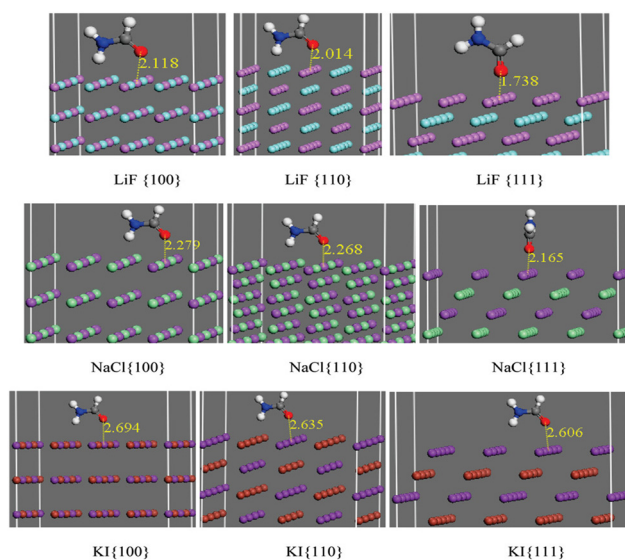 2.118
2.014
1.738
LiF {100}
LiF {110}
LiF {111}
2.279
2.268
2.165
NaCl{100}
NaCl{110}
NaCl{111}
2.694
2.635
2.606
KI{100}
KI{110}
KI{111}